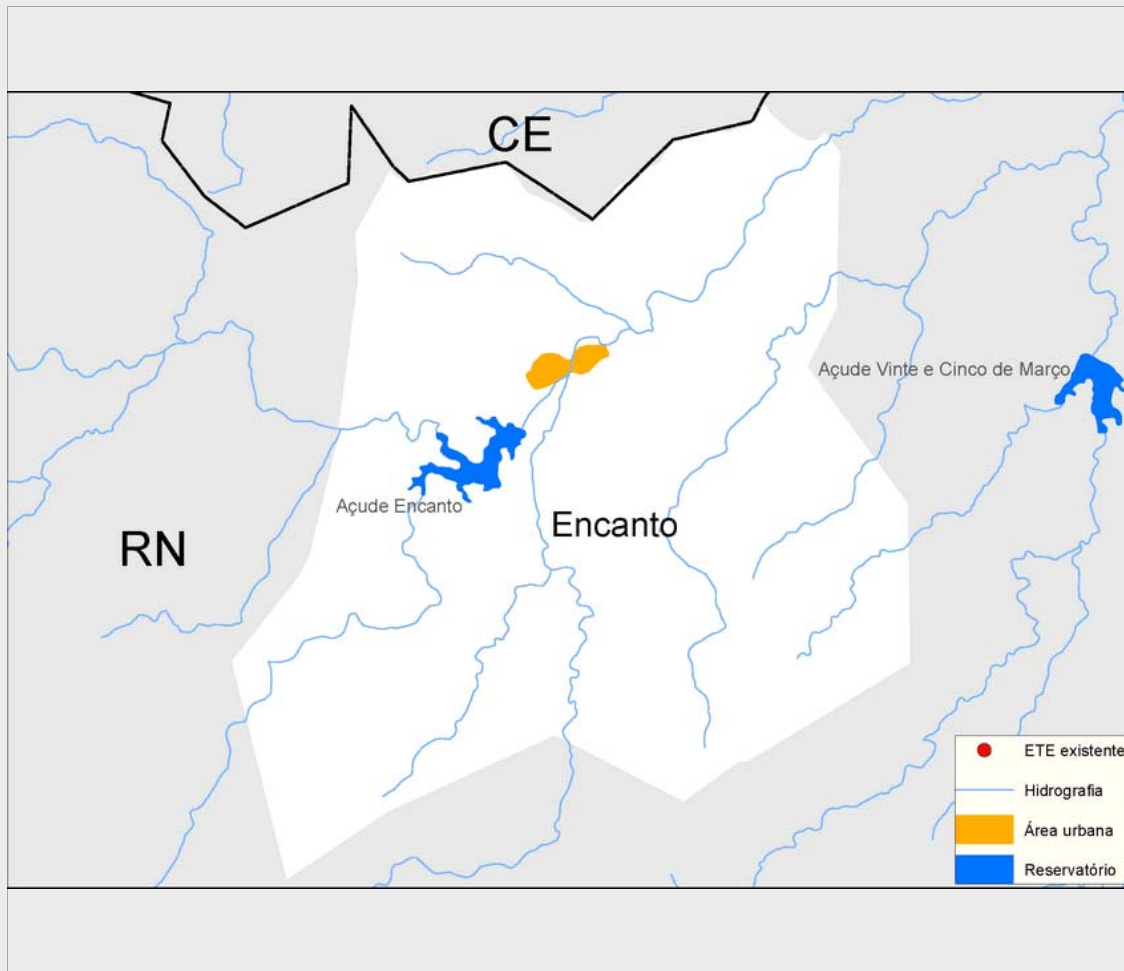 CE
Açude Vinte e Cinco de Março
Açude Encanto
Encanto
RN
ETE existente
Hidrografia
Área urbana
Reservatório